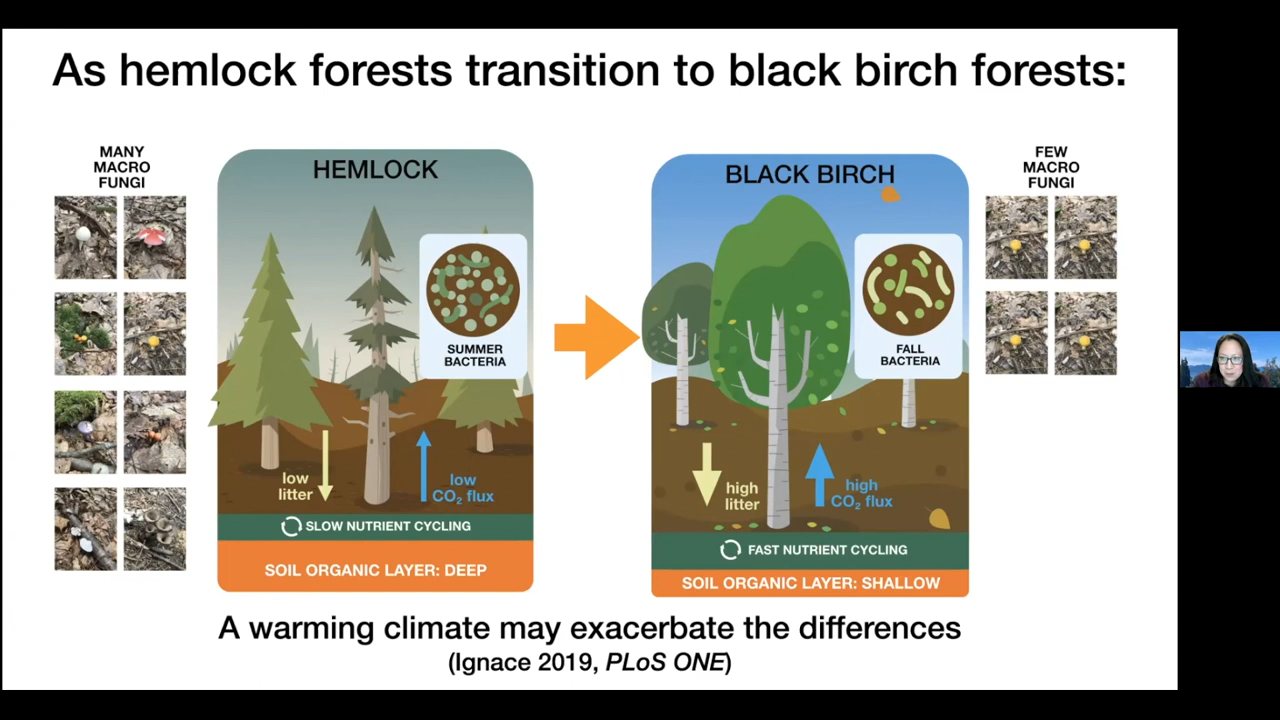 As hemlock forests transition to black birch forests:
MANY
MACRO
FUNGI
HEMLOCK
SUMMER
BACTERIA
low
litter
low
CO₂ flux
SLOW NUTRIENT CYCLING
SOIL ORGANIC LAYER: DEEP
BLACK BIRCH
FALL
BACTERIA
high
litter
high
CO₂ flux
FAST NUTRIENT CYCLING
SOIL ORGANIC LAYER: SHALLOW
FEW
MACRO
FUNGI
A warming climate may exacerbate the differences
(Ignace 2019, PLoS ONE)